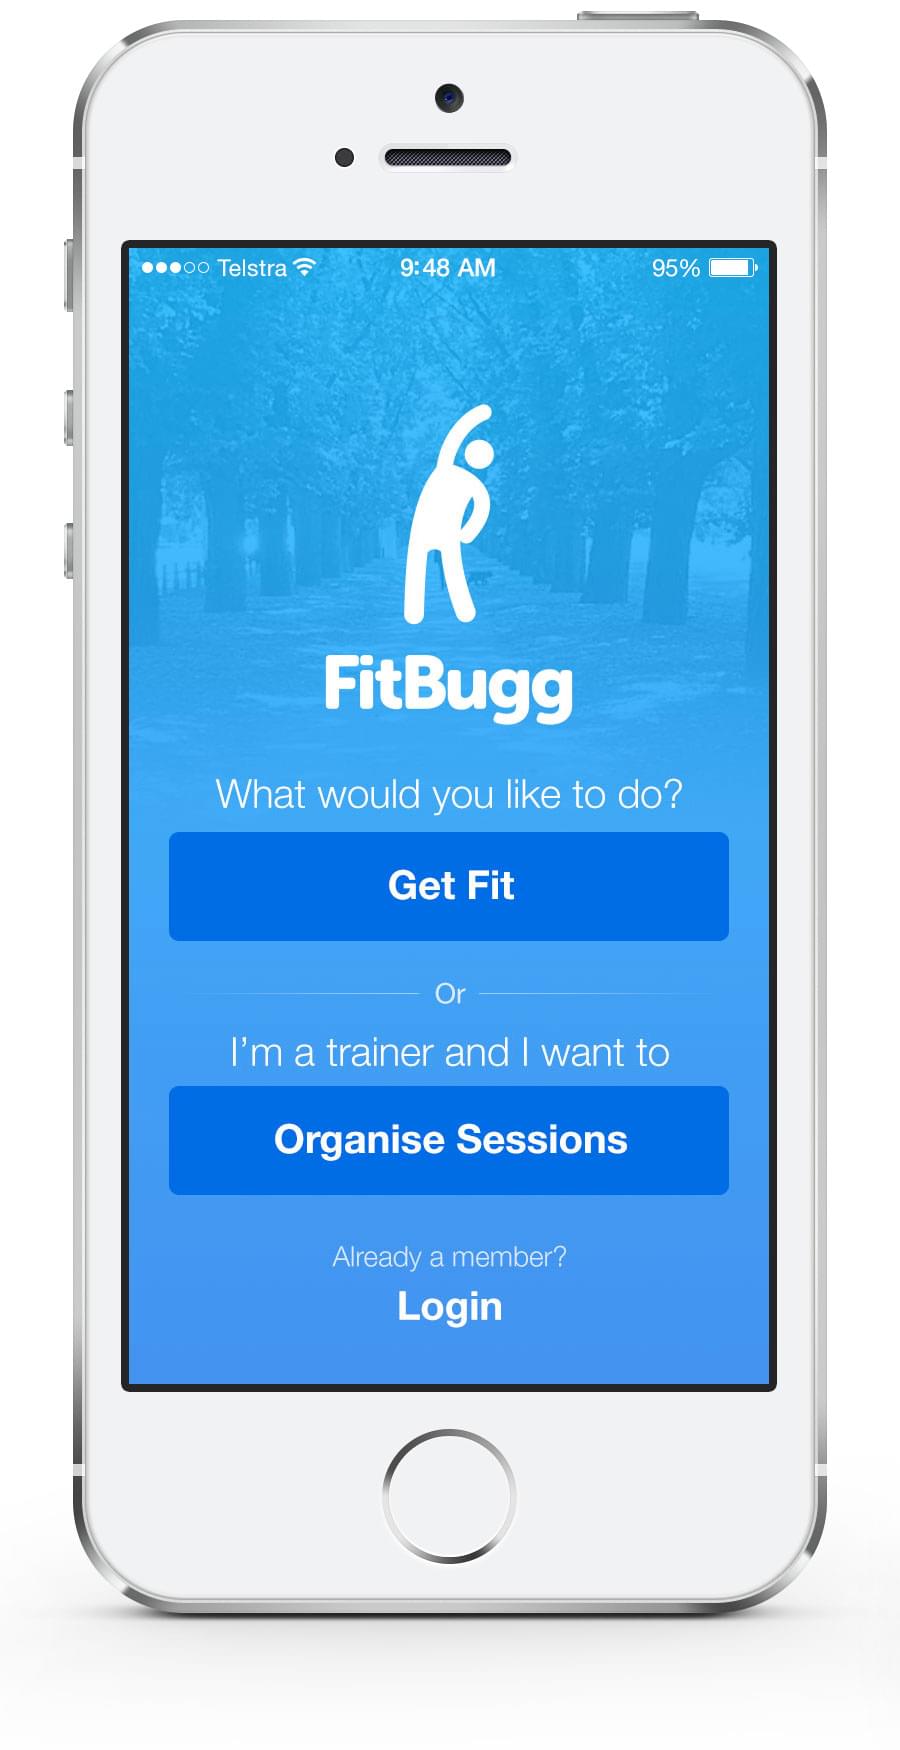 Telstra 9:48 AM 95%
FitBugg
What would you like to do?
Get Fit
Or
I’m a trainer and I want to
Organise Sessions
Already a member?
Login